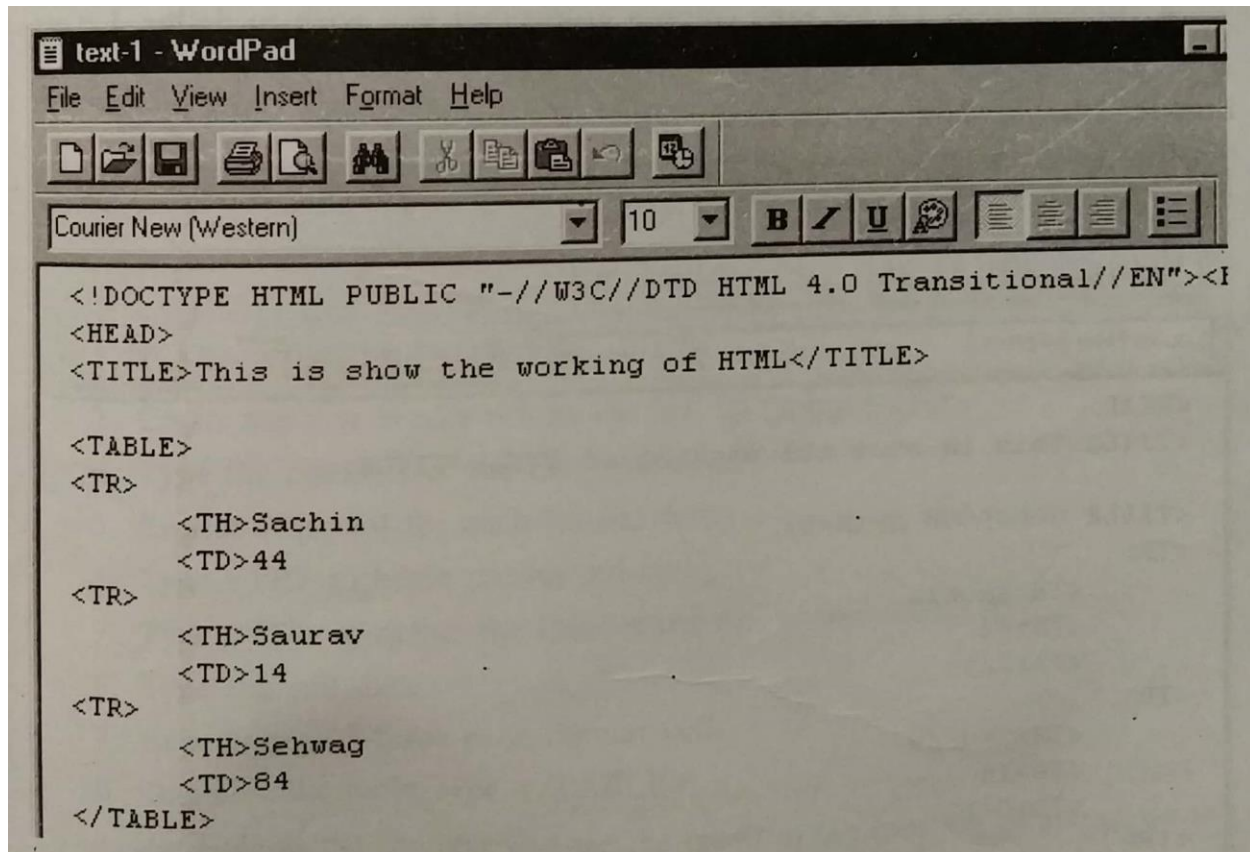 text-1 - WordPad
File Edit View Insert Format Help
Courier New (Western) 10 B I U
<!DOCTYPE HTML PUBLIC "-//W3C//DTD HTML 4.0 Transitional//EN"><
<HEAD>
<TITLE>This is show the working of HTML</TITLE>
<TABLE>
<TR>
<TH>Sachin
<TD>44
<TR>
<TH>Saurav
<TD>14
<TR>
<TH>Sehwag
<TD>84
</TABLE>